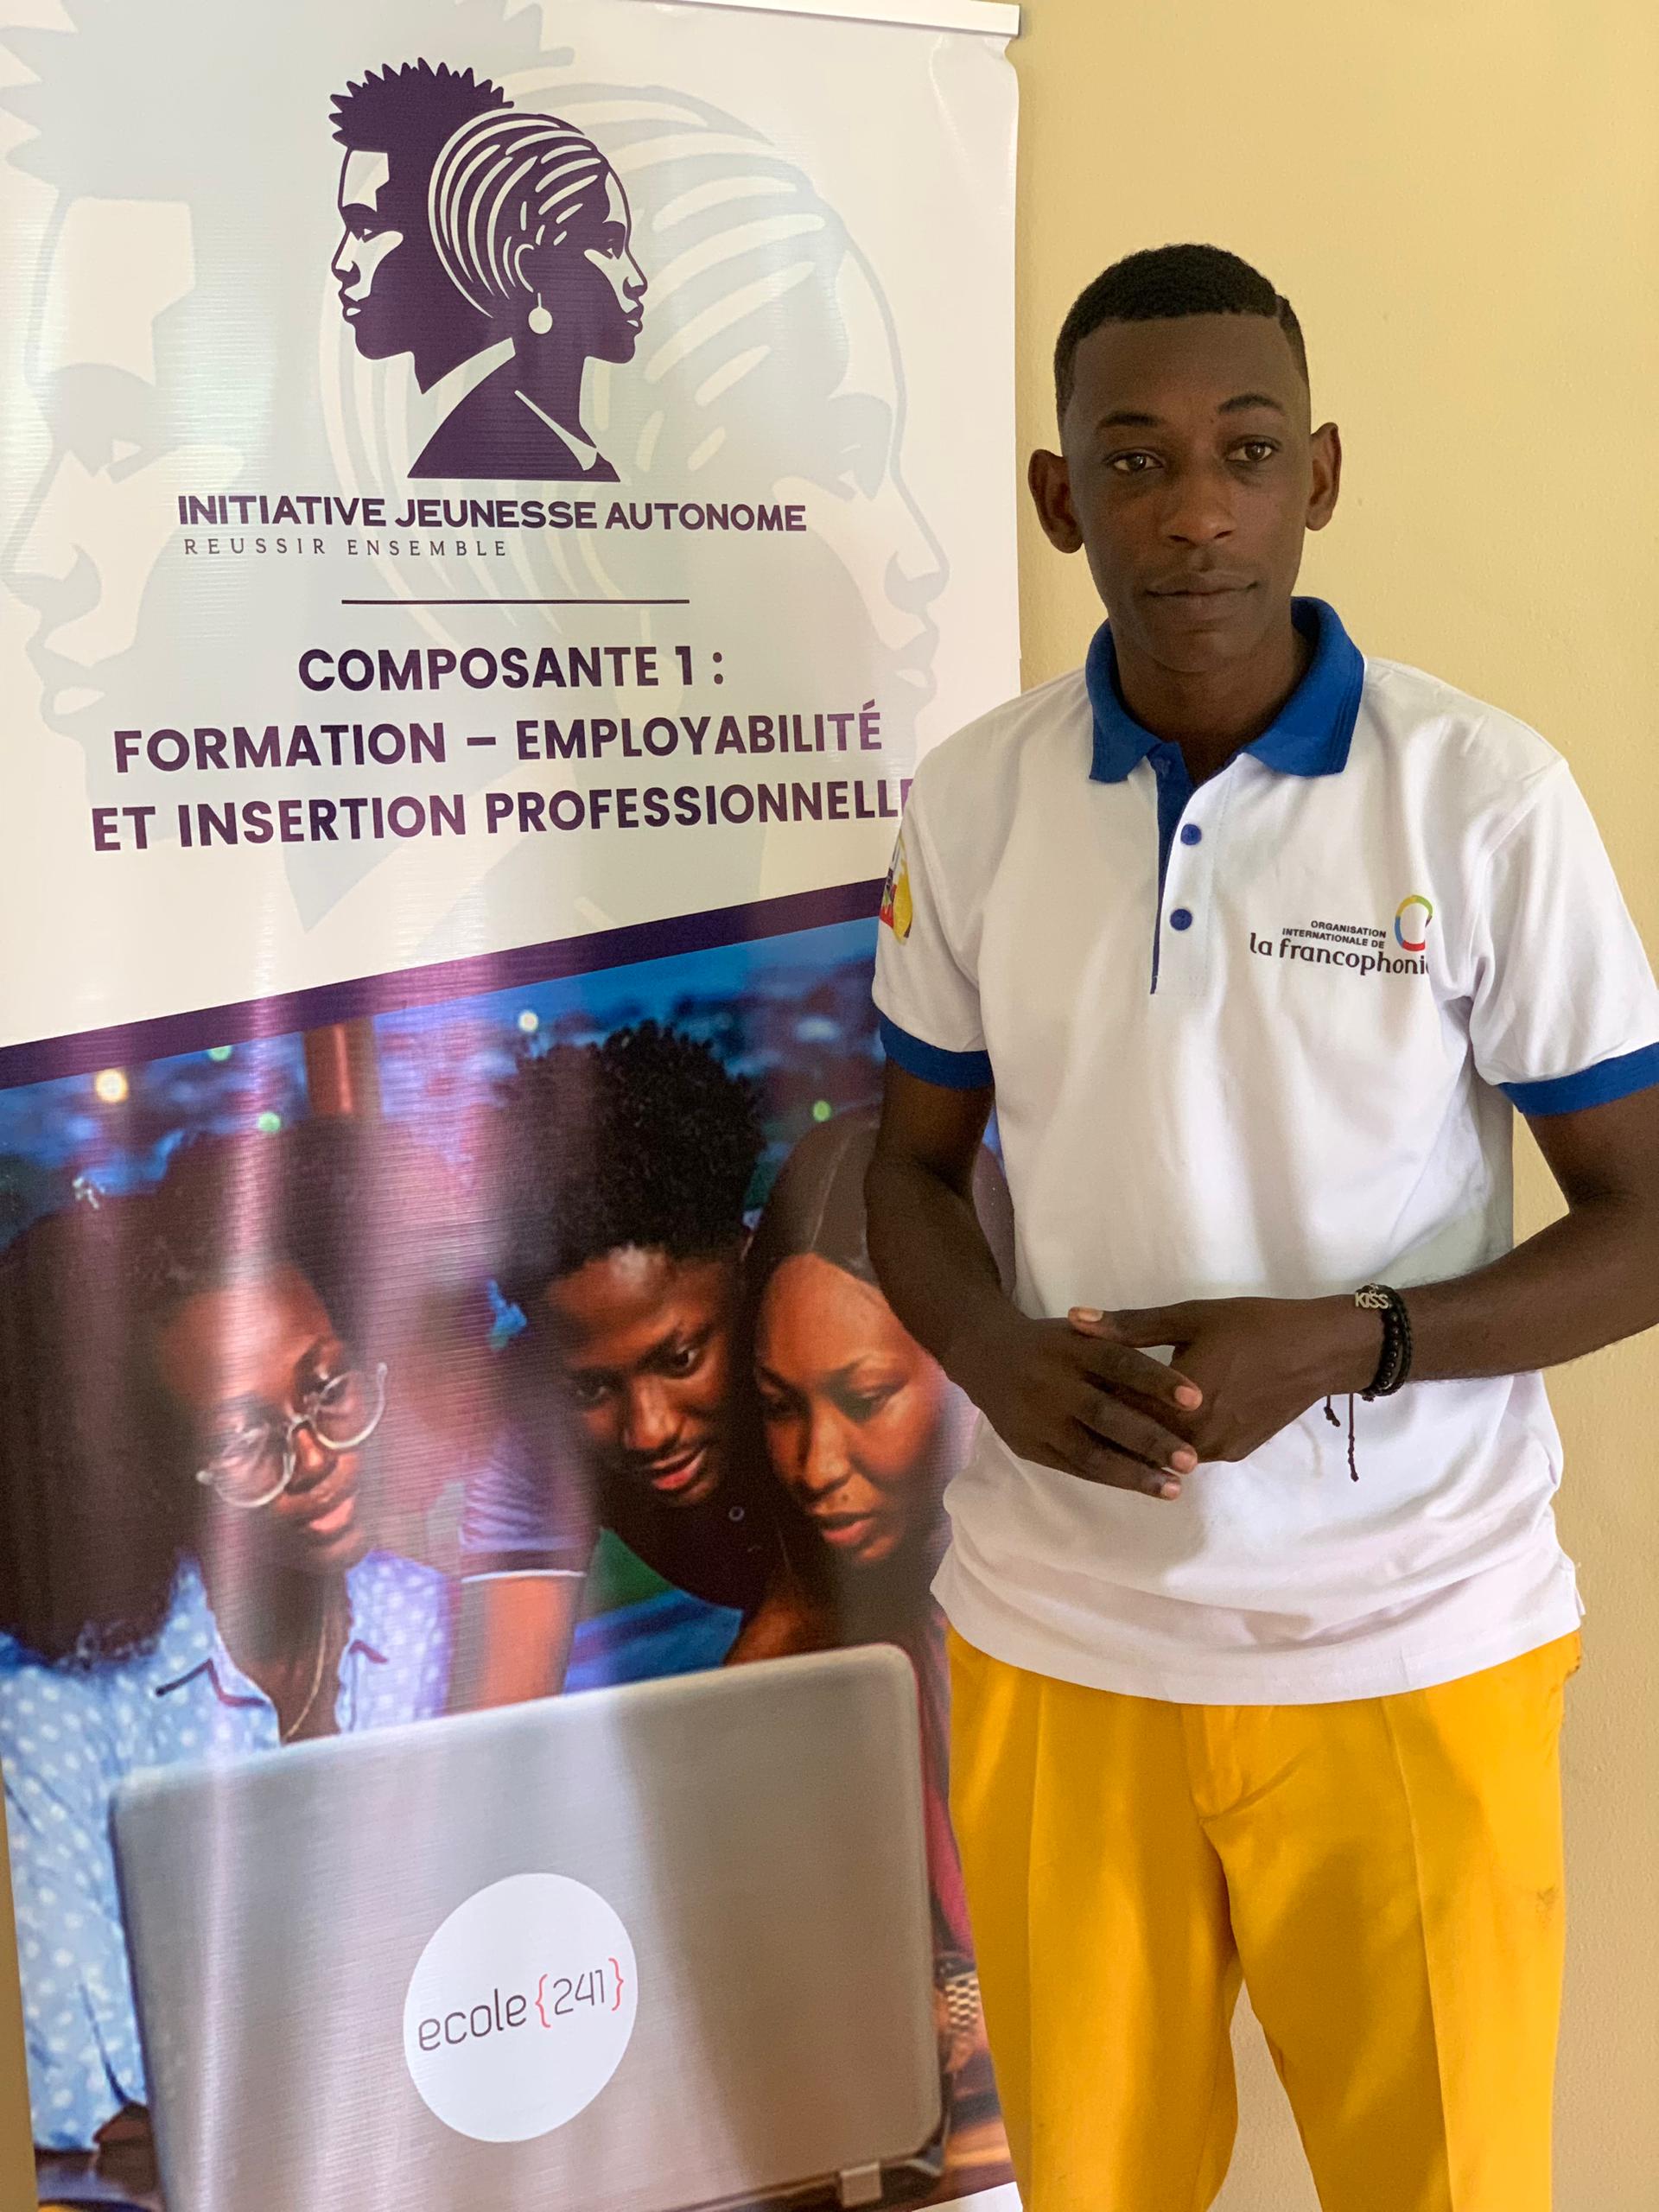 INITIATIVE JEUNESSE AUTONOME
REUSSIR ENSEMBLE
COMPOSANTE 1 :
FORMATION – EMPLOYABILITÉ
ET INSERTION PROFESSIONNELLE
ORGANISATION
INTERNATIONALE DE
la francophonie
KISS
ecole {241}